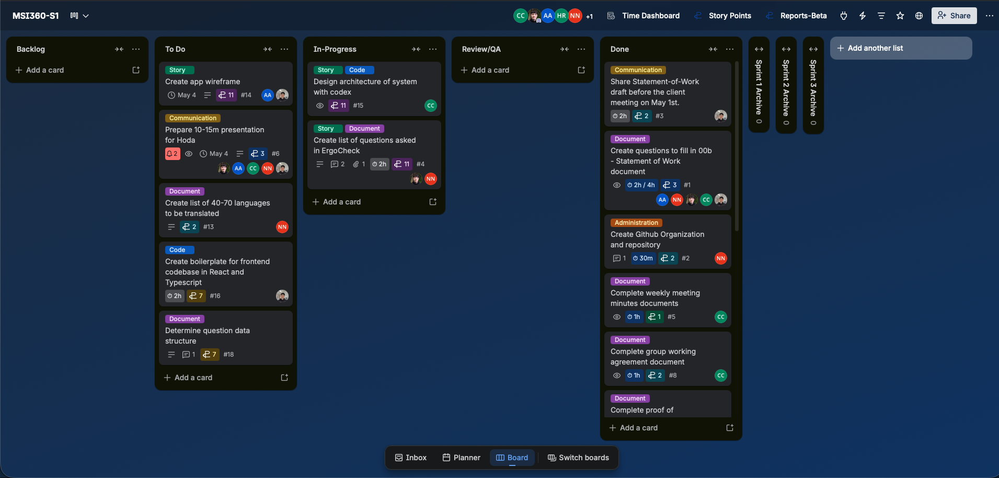 MSI360-S1
CC
AA
HR
NN
+1
Time Dashboard
Story Points
Reports-Beta
Share
Backlog
Add a card
To Do
Story
Create app wireframe
May 4
11
#14
AA
Communication
Prepare 10-15m presentation
for Hoda
2
May 4
3
#6
AA
CC
NN
Document
Create list of 40-70 languages
to be translated
2
#13
NN
Code
Create boilerplate for frontend
codebase in React and
Typescript
2h
7
#16
Document
Determine question data
structure
1
7
#18
Add a card
In-Progress
Story
Code
Design architecture of system
with codex
11
#15
CC
Story
Document
Create list of questions asked
in ErgoCheck
2
1
2h
11
#4
NN
Add a card
Review/QA
Add a card
Done
Communication
Share Statement-of-Work
draft before the client
meeting on May 1st.
2h
2
#3
Document
Create questions to fill in 00b
- Statement of Work
document
2h / 4h
3
#1
AA
NN
CC
Administration
Create Github Organization
and repository
1
30m
2
#2
NN
Document
Complete weekly meeting
minutes documents
1h
1
#5
CC
Document
Complete group working
agreement document
1h
2
#8
CC
Document
Complete proof of
Add a card
Sprint 1 Archive 0
Sprint 2 Archive 0
Sprint 3 Archive 0
Add another list
Inbox
Planner
Board
Switch boards